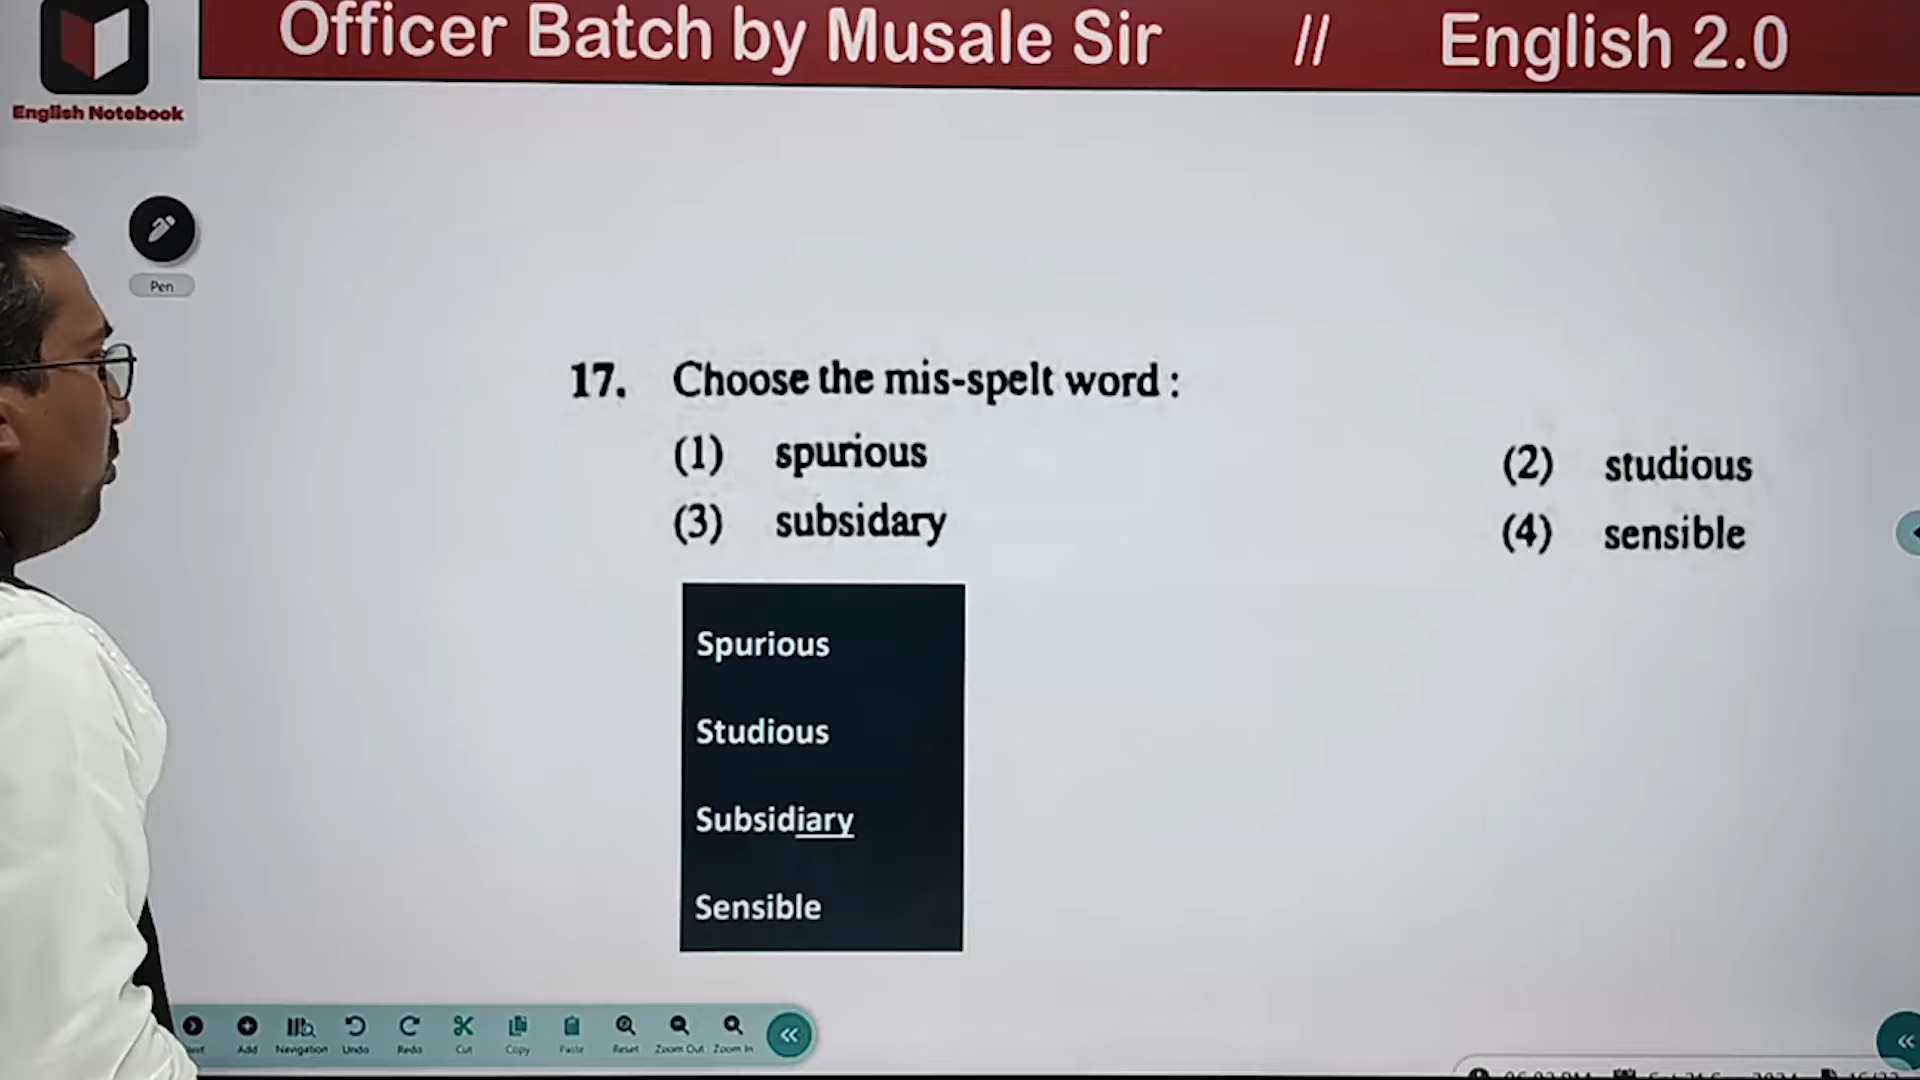 Officer Batch by Musale Sir // English 2.0
English Notebook
Pen
17. Choose the mis-spelt word :
(1) spurious (2) studious
(3) subsidary (4) sensible
Spurious
Studious
Subsidiary
Sensible
Add Navigation Undo Redo Cut Copy Paste Reset Zoom Out Zoom In